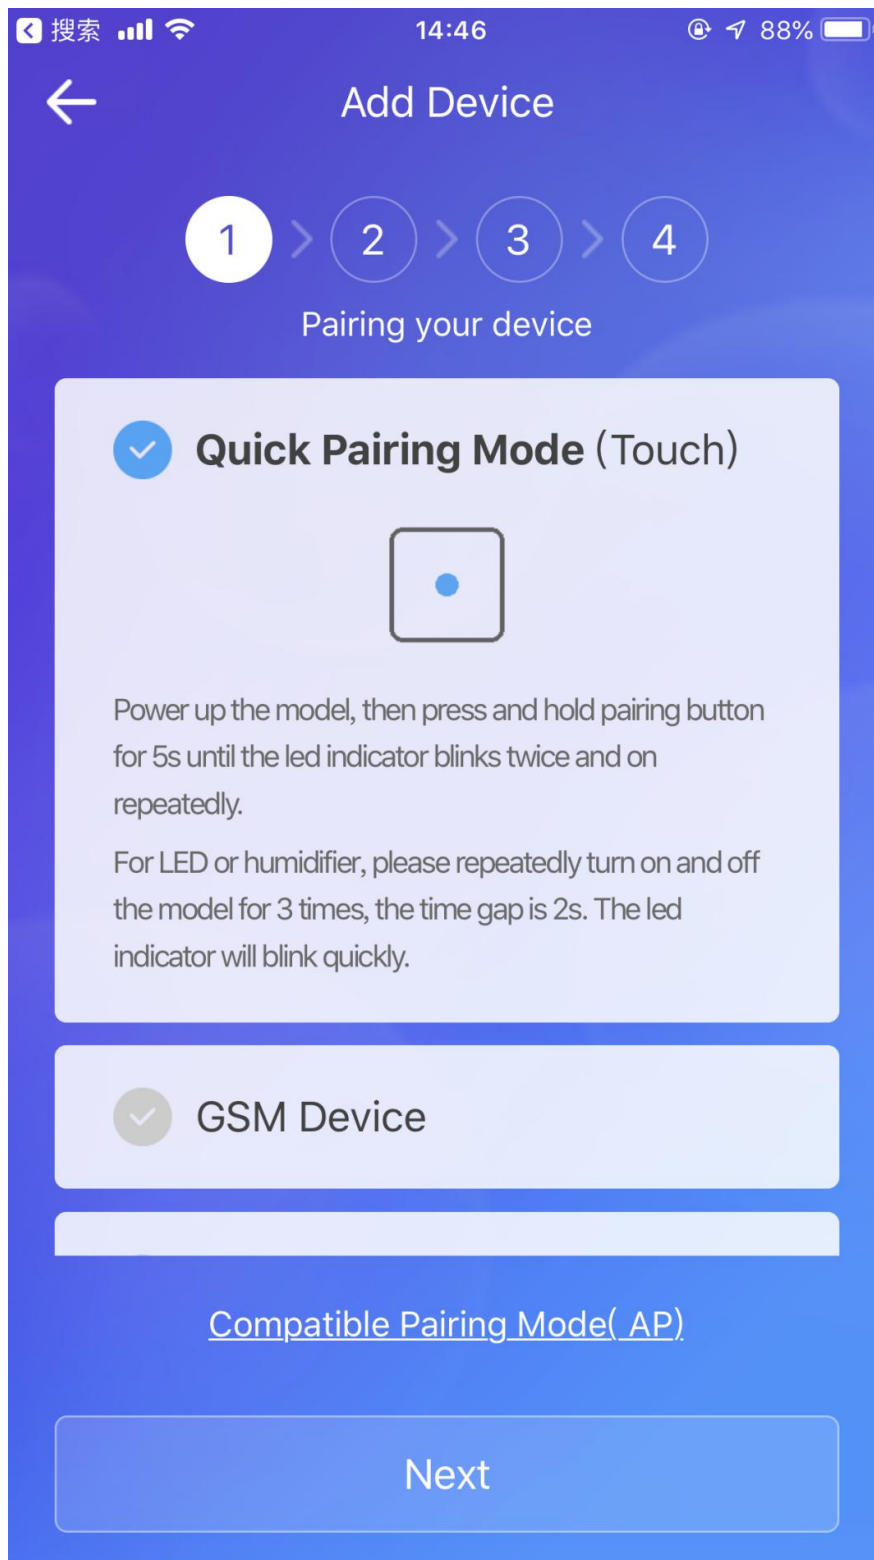 搜索 14:46 88%
Add Device
1 2 3 4
Pairing your device
Quick Pairing Mode (Touch)
Power up the model, then press and hold pairing button
for 5s until the led indicator blinks twice and on
repeatedly.
For LED or humidifier, please repeatedly turn on and off
the model for 3 times, the time gap is 2s. The led
indicator will blink quickly.
GSM Device
Compatible Pairing Mode( AP)
Next